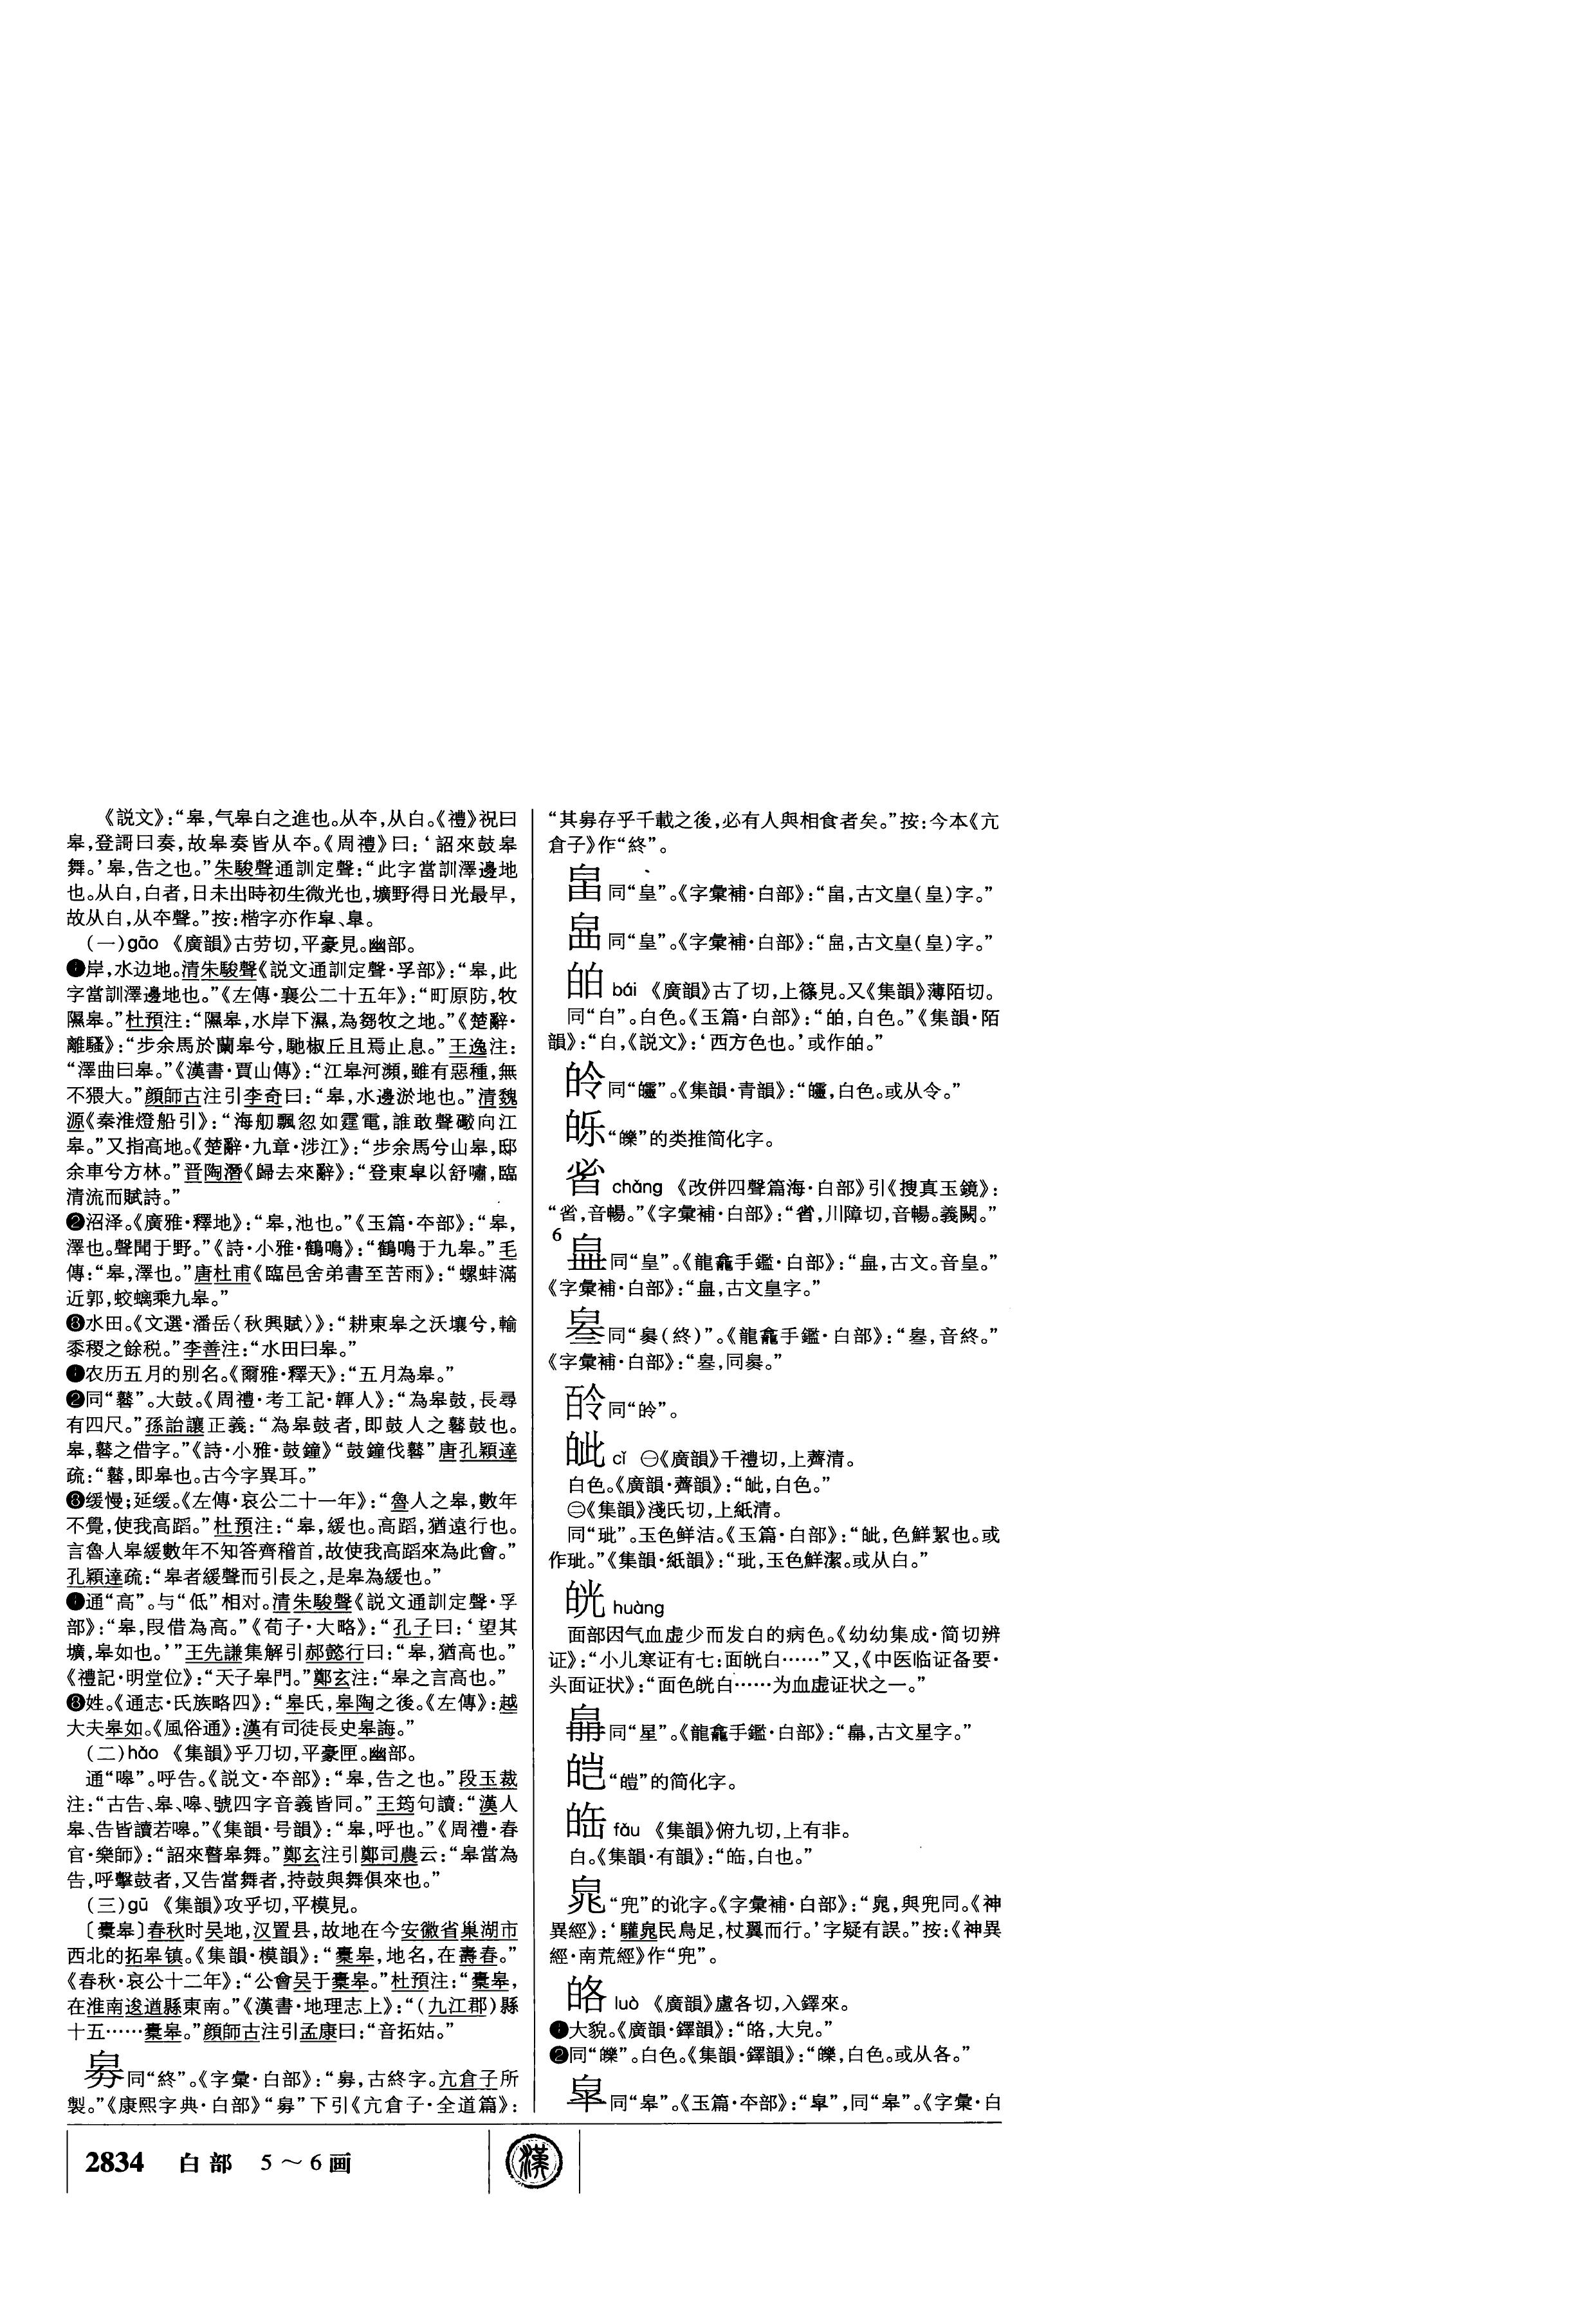 《説文》：“皋，气皋白之進也。从夲，从白。《禮》祝曰
皋，登謌曰奏，故皋奏皆从夲。《周禮》曰：‘詔來鼓皋
舞。’皋，告之也。”朱駿聲通訓定聲：“此字當訓澤邊地
也。从白，白者，日未出時初生微光也，壙野得日光最早，
故从白，从夲聲。”按：楷字亦作皐、臯。
（一）gāo 《廣韻》古劳切，平豪見。幽部。
❶岸，水边地。清朱駿聲《説文通訓定聲·孚部》：“皋，此
字當訓澤邊地也。”《左傳·襄公二十五年》：“町原防，牧
隰皋。”杜預注：“隰皋，水岸下濕，為芻牧之地。”《楚辭·
離騷》：“步余馬於蘭皋兮，馳椒丘且焉止息。”王逸注：
“澤曲曰皋。”《漢書·賈山傳》：“江皋河瀕，雖有惡種，無
不猥大。”顔師古注引李奇曰：“皋，水邊淤地也。”清魏
源《秦淮燈船引》：“海舠飄忽如霆電，誰敢聲礮向江
皋。”又指高地。《楚辭·九章·涉江》：“步余馬兮山皋，邸
余車兮方林。”晋陶潛《歸去來辭》：“登東皐以舒嘯，臨
清流而賦詩。”
❷沼泽。《廣雅·釋地》：“皋，池也。”《玉篇·夲部》：“皋，
澤也。聲聞于野。”《詩·小雅·鶴鳴》：“鶴鳴于九皋。”毛
傳：“皋，澤也。”唐杜甫《臨邑舍弟書至苦雨》：“螺蚌滿
近郭，蛟螭乘九皋。”
❽水田。《文選·潘岳〈秋興賦〉》：“耕東皋之沃壤兮，輸
黍稷之餘税。”李善注：“水田曰皋。”
❶农历五月的别名。《爾雅·釋天》：“五月為皋。”
❷同“鼛”。大鼓。《周禮·考工記·韗人》：“為皋鼓，長尋
有四尺。”孫詒讓正義：“為皋鼓者，即鼓人之鼛鼓也。
皋，鼛之借字。”《詩·小雅·鼓鐘》“鼓鐘伐鼛”唐孔穎達
疏：“鼛，即皋也。古今字異耳。”
❽缓慢；延缓。《左傳·哀公二十一年》：“魯人之皋，數年
不覺，使我高蹈。”杜預注：“皋，緩也。高蹈，猶遠行也。
言魯人皋緩數年不知答齊稽首，故使我高蹈來為此會。”
孔穎達疏：“皋者緩聲而引長之，是皋為緩也。”
❶通“高”。与“低”相对。清朱駿聲《説文通訓定聲·孚
部》：“皋，叚借為高。”《荀子·大略》：“孔子曰：‘望其
壙，皋如也。’”王先謙集解引郝懿行曰：“皋，猶高也。”
《禮記·明堂位》：“天子皋門。”鄭玄注：“皋之言高也。”
❽姓。《通志·氏族略四》：“皋氏，皋陶之後。《左傳》：越
大夫皋如。《風俗通》：漢有司徒長史皋誨。”
（二）háo 《集韻》乎刀切，平豪匣。幽部。
通“嘷”。呼告。《説文·夲部》：“皋，告之也。”段玉裁
注：“古告、皋、嘷、號四字音義皆同。”王筠句讀：“漢人
皋、告皆讀若嘷。”《集韻·号韻》：“皋，呼也。”《周禮·春
官·樂師》：“詔來瞽皋舞。”鄭玄注引鄭司農云：“皋當為
告，呼擊鼓者，又告當舞者，持鼓與舞俱來也。”
（三）gū 《集韻》攻乎切，平模見。
〔橐皋〕春秋时吴地，汉置县，故地在今安徽省巢湖市
西北的拓皋镇。《集韻·模韻》：“橐皋，地名，在壽春。”
《春秋·哀公十二年》：“公會吴于橐皋。”杜預注：“橐皋，
在淮南逡遒縣東南。”《漢書·地理志上》：“（九江郡）縣
十五……橐皋。”顔師古注引孟康曰：“音拓姑。”
同“終”。《字彙·白部》：“，古終字。亢倉子所
製。”《康熙字典·白部》“”下引《亢倉子·全道篇》：
“其存乎千載之後，必有人與相食者矣。”按：今本《亢
倉子》作“終”。
同“皇”。《字彙補·白部》：“，古文皇（皇）字。”
同“皇”。《字彙補·白部》：“，古文皇（皇）字。”
皛 bái 《廣韻》古了切，上篠見。又《集韻》薄陌切。
同“白”。白色。《玉篇·白部》：“，白色。”《集韻·陌
韻》：“白，《説文》：‘西方色也。’或作。”
皊 同“䴇”。《集韻·青韻》：“，白色。或从令。”
“皪”的类推简化字。
chǎng 《改併四聲篇海·白部》引《搜真玉鏡》：
“，音暢。”《字彙補·白部》：“，川障切，音暢。義闕。”
6
同“皇”。《龍龕手鑑·白部》：“，古文。音皇。”
《字彙補·白部》：“，古文皇字。”
同“（終）”。《龍龕手鑑·白部》：“，音終。”
《字彙補·白部》：“，同。”
同“皊”。
皉 cǐ ㊀《廣韻》千禮切，上薺清。
白色。《廣韻·薺韻》：“皉，白色。”
㊁《集韻》淺氏切，上紙清。
同“玼”。玉色鲜洁。《玉篇·白部》：“皉，色鮮絜也。或
作玼。”《集韻·紙韻》：“玼，玉色鮮潔。或从白。”
㿠 huàng
面部因气血虚少而发白的病色。《幼幼集成·简切辨
证》：“小儿寒证有七：面㿠白……”又，《中医临证备要·
头面证状》：“面色㿠白……为血虚证状之一。”
同“星”。《龍龕手鑑·白部》：“，古文星字。”
皑 “皚”的简化字。
fǒu 《集韻》俯九切，上有非。
白。《集韻·有韻》：“，白也。”
“兜”的讹字。《字彙補·白部》：“，與兜同。《神
異經》：‘驩民鳥足，杖翼而行。’字疑有誤。”按：《神異
經·南荒經》作“兜”。
luò 《廣韻》盧各切，入鐸來。
❶大貌。《廣韻·鐸韻》：“，大皃。”
❷同“皪”。白色。《集韻·鐸韻》：“皪，白色。或从各。”
皐 同“皋”。《玉篇·夲部》：“皐”，同“皋”。《字彙·白
2834 白部 5～6画
漢